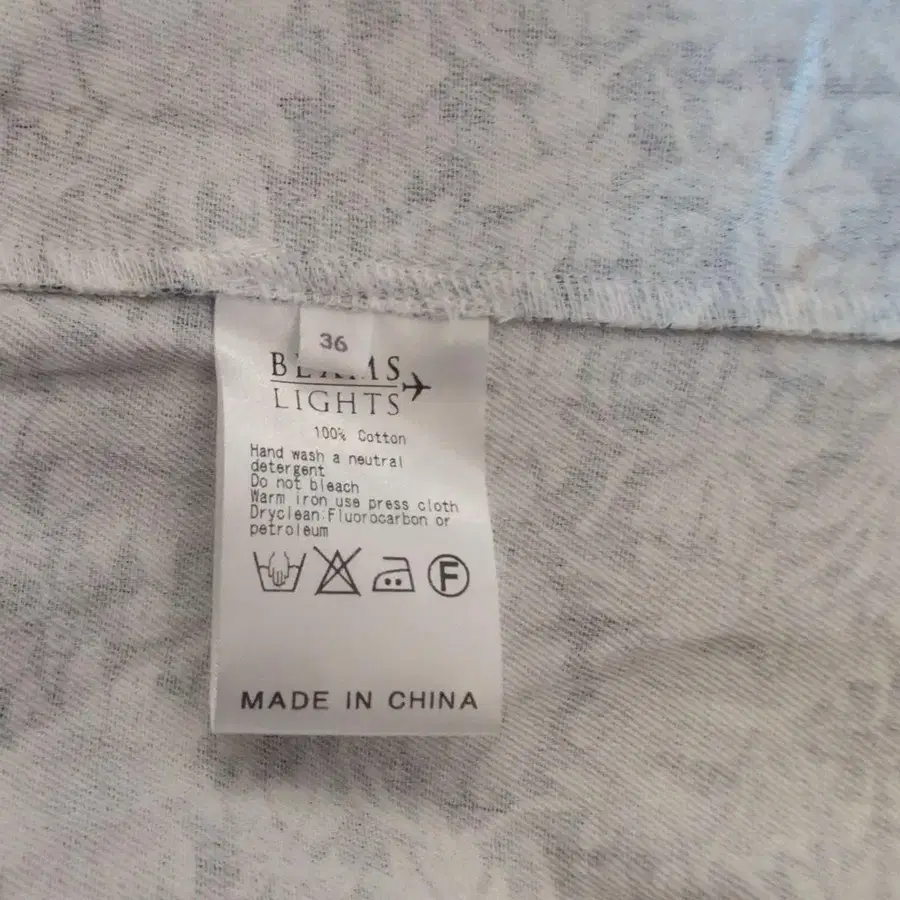 36
LIGHTS
100% Cotton
Hand wash a neutral
detergent
Do not bleach
Warm iron use press cloth
Dryclean:Fluorocarbon or
petroleum
F
MADE IN CHINA